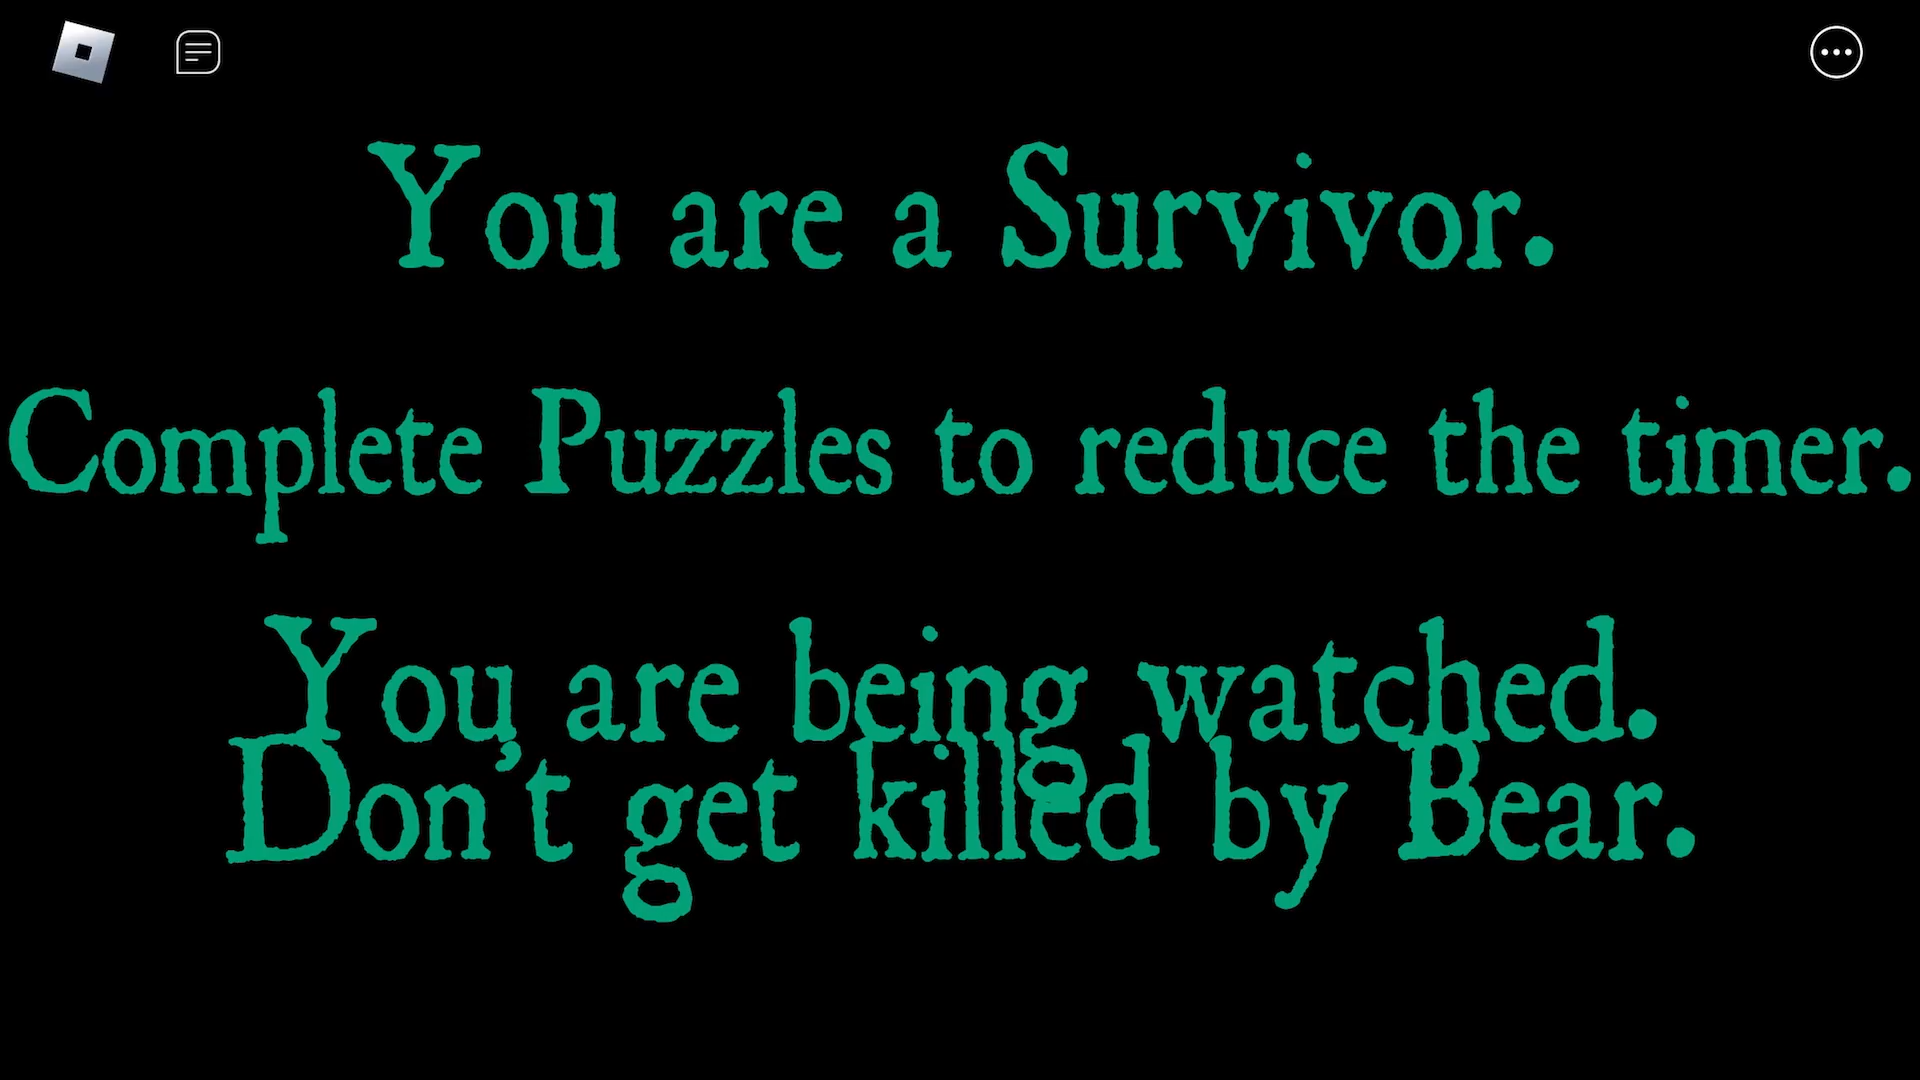 You are a Survivor.
Complete Puzzles to reduce the timer.
You are being watched.
Don't get killed by Bear.